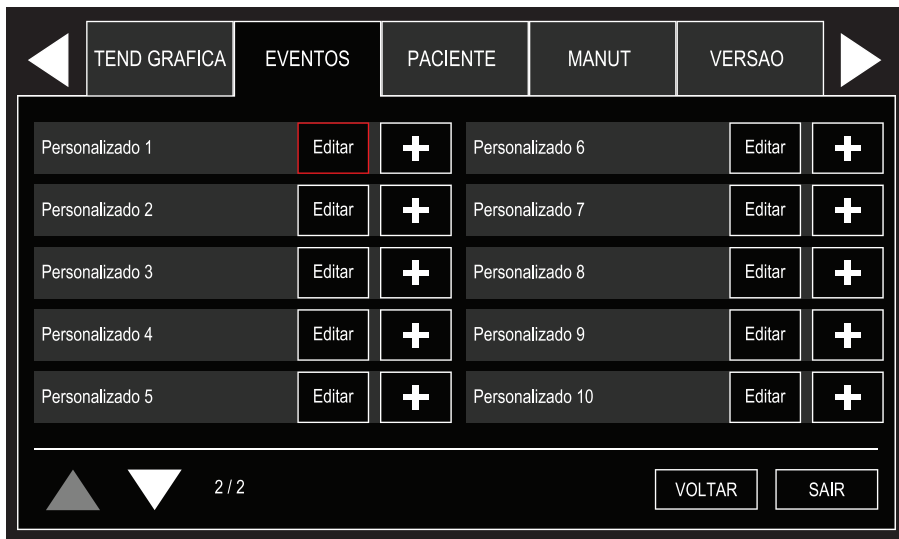 TEND GRAFICA EVENTOS PACIENTE MANUT VERSAO
Personalizado 1 Editar Personalizado 6 Editar
Personalizado 2 Editar Personalizado 7 Editar
Personalizado 3 Editar Personalizado 8 Editar
Personalizado 4 Editar Personalizado 9 Editar
Personalizado 5 Editar Personalizado 10 Editar
2 / 2 VOLTAR SAIR